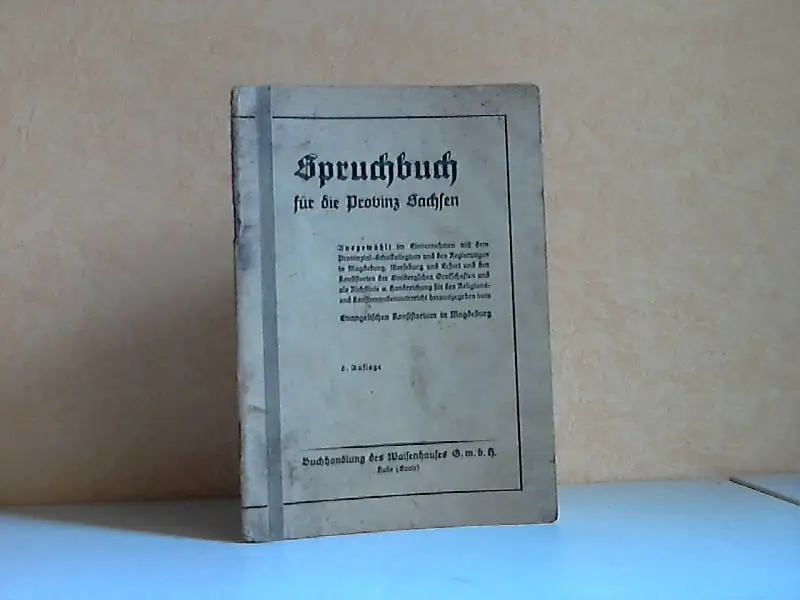 Spruchbuch
für die Provinz Sachsen
Ausgewählt im Einvernehmen mit dem
Provinzial-Schulkollegium und den Regierungen
in Magdeburg, Merseburg und Erfurt und den
Konsistorien der Stolbergschen Grafschaften und
als Richtlinie u. Handreichung für den Religions-
und Konfirmandenunterricht herausgegeben vom
Evangelischen Konsistorium in Magdeburg
6. Auflage
Buchhandlung des Waisenhauses G. m. b. H.
Halle (Saale)